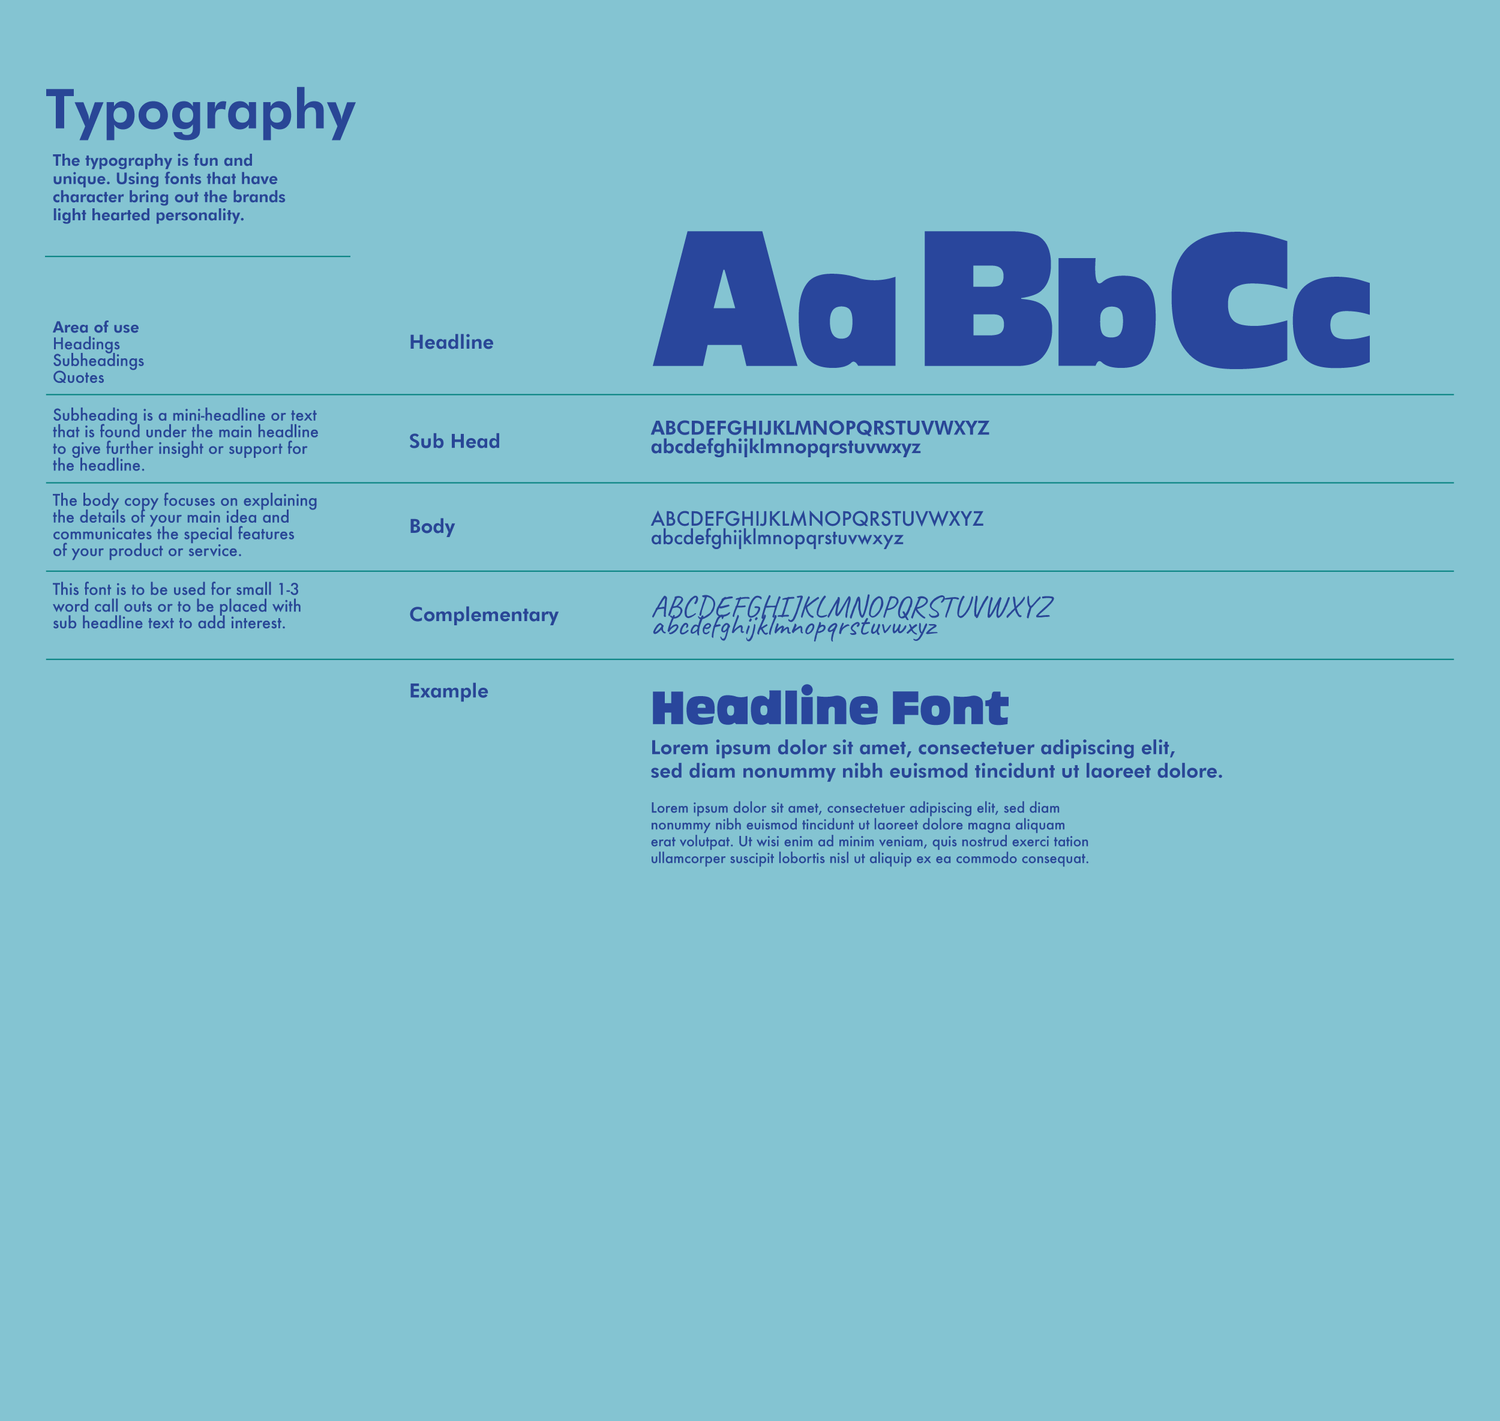 Typography
The typography is fun and
unique. Using fonts that have
character bring out the brands
light hearted personality.
Area of use
Headings
Subheadings
Quotes
Headline
Aa Bb Cc
Subheading is a mini-headline or text
that is found under the main headline
to give further insight or support for
the headline.
Sub Head
ABCDEFGHIJKLMNOPQRSTUVWXYZ
abcdefghijklmnopqrstuvwxyz
The body copy focuses on explaining
the details of your main idea and
communicates the special features
of your product or service.
Body
ABCDEFGHIJKLMNOPQRSTUVWXYZ
abcdefghijklmnopqrstuvwxyz
This font is to be used for small 1-3
word call outs or to be placed with
sub headline text to add interest.
Complementary
ABCDEFGHIJKLMNOPQRSTUVWXYZ
abcdefghijklmnopqrstuvwxyz
Example
Headline Font
Lorem ipsum dolor sit amet, consectetuer adipiscing elit,
sed diam nonummy nibh euismod tincidunt ut laoreet dolore.
Lorem ipsum dolor sit amet, consectetuer adipiscing elit, sed diam
nonummy nibh euismod tincidunt ut laoreet dolore magna aliquam
erat volutpat. Ut wisi enim ad minim veniam, quis nostrud exerci tation
ullamcorper suscipit lobortis nisl ut aliquip ex ea commodo consequat.